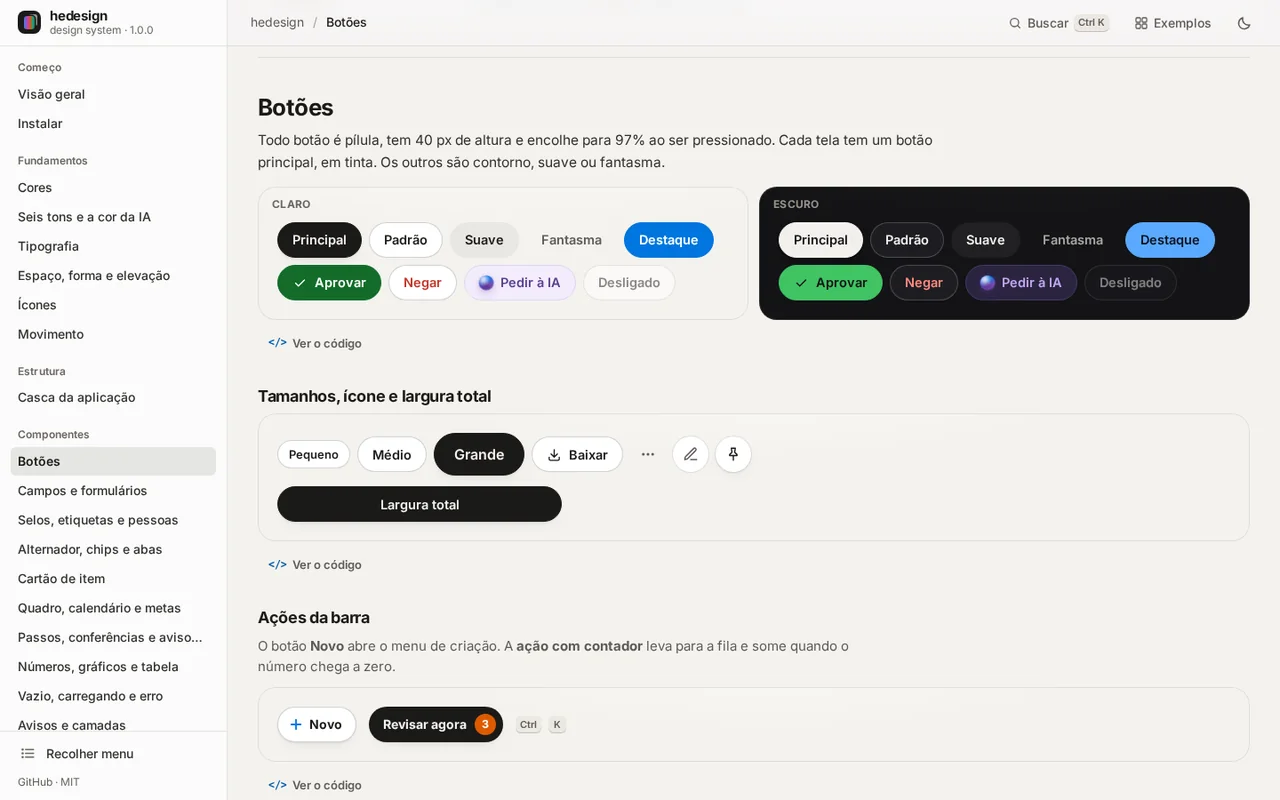 hedesign
design system · 1.0.0
hedesign / Botões
Buscar Ctrl K
Exemplos
Começo
Visão geral
Instalar
Fundamentos
Cores
Seis tons e a cor da IA
Tipografia
Espaço, forma e elevação
Ícones
Movimento
Estrutura
Casca da aplicação
Componentes
Botões
Campos e formulários
Selos, etiquetas e pessoas
Alternador, chips e abas
Cartão de item
Quadro, calendário e metas
Passos, conferências e aviso...
Números, gráficos e tabela
Vazio, carregando e erro
Avisos e camadas
Recolher menu
GitHub · MIT
Botões
Todo botão é pílula, tem 40 px de altura e encolhe para 97% ao ser pressionado. Cada tela tem um botão
principal, em tinta. Os outros são contorno, suave ou fantasma.
CLARO
Principal Padrão Suave Fantasma Destaque
Aprovar Negar Pedir à IA Desligado
ESCURO
Principal Padrão Suave Fantasma Destaque
Aprovar Negar Pedir à IA Desligado
</> Ver o código
Tamanhos, ícone e largura total
Pequeno Médio Grande Baixar
Largura total
</> Ver o código
Ações da barra
O botão Novo abre o menu de criação. A ação com contador leva para a fila e some quando o
número chega a zero.
+ Novo Revisar agora 3 Ctrl K
</> Ver o código